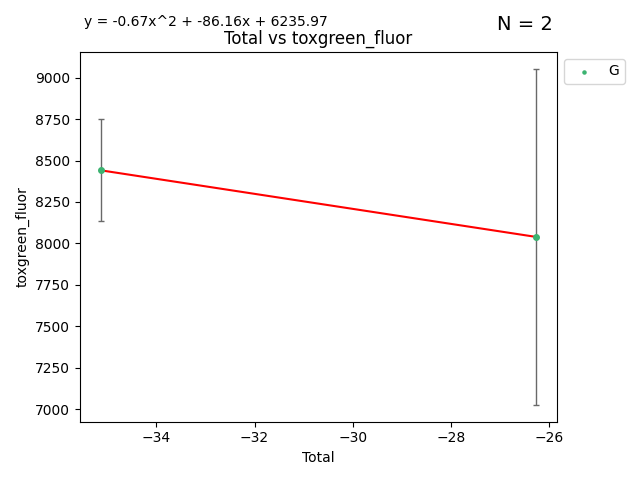 y = -0.67x^2 + -86.16x + 6235.97
N = 2
Total vs toxgreen_fluor
G
toxgreen_fluor
9000
8750
8500
8250
8000
7750
7500
7250
7000
−34
−32
−30
−28
−26
Total